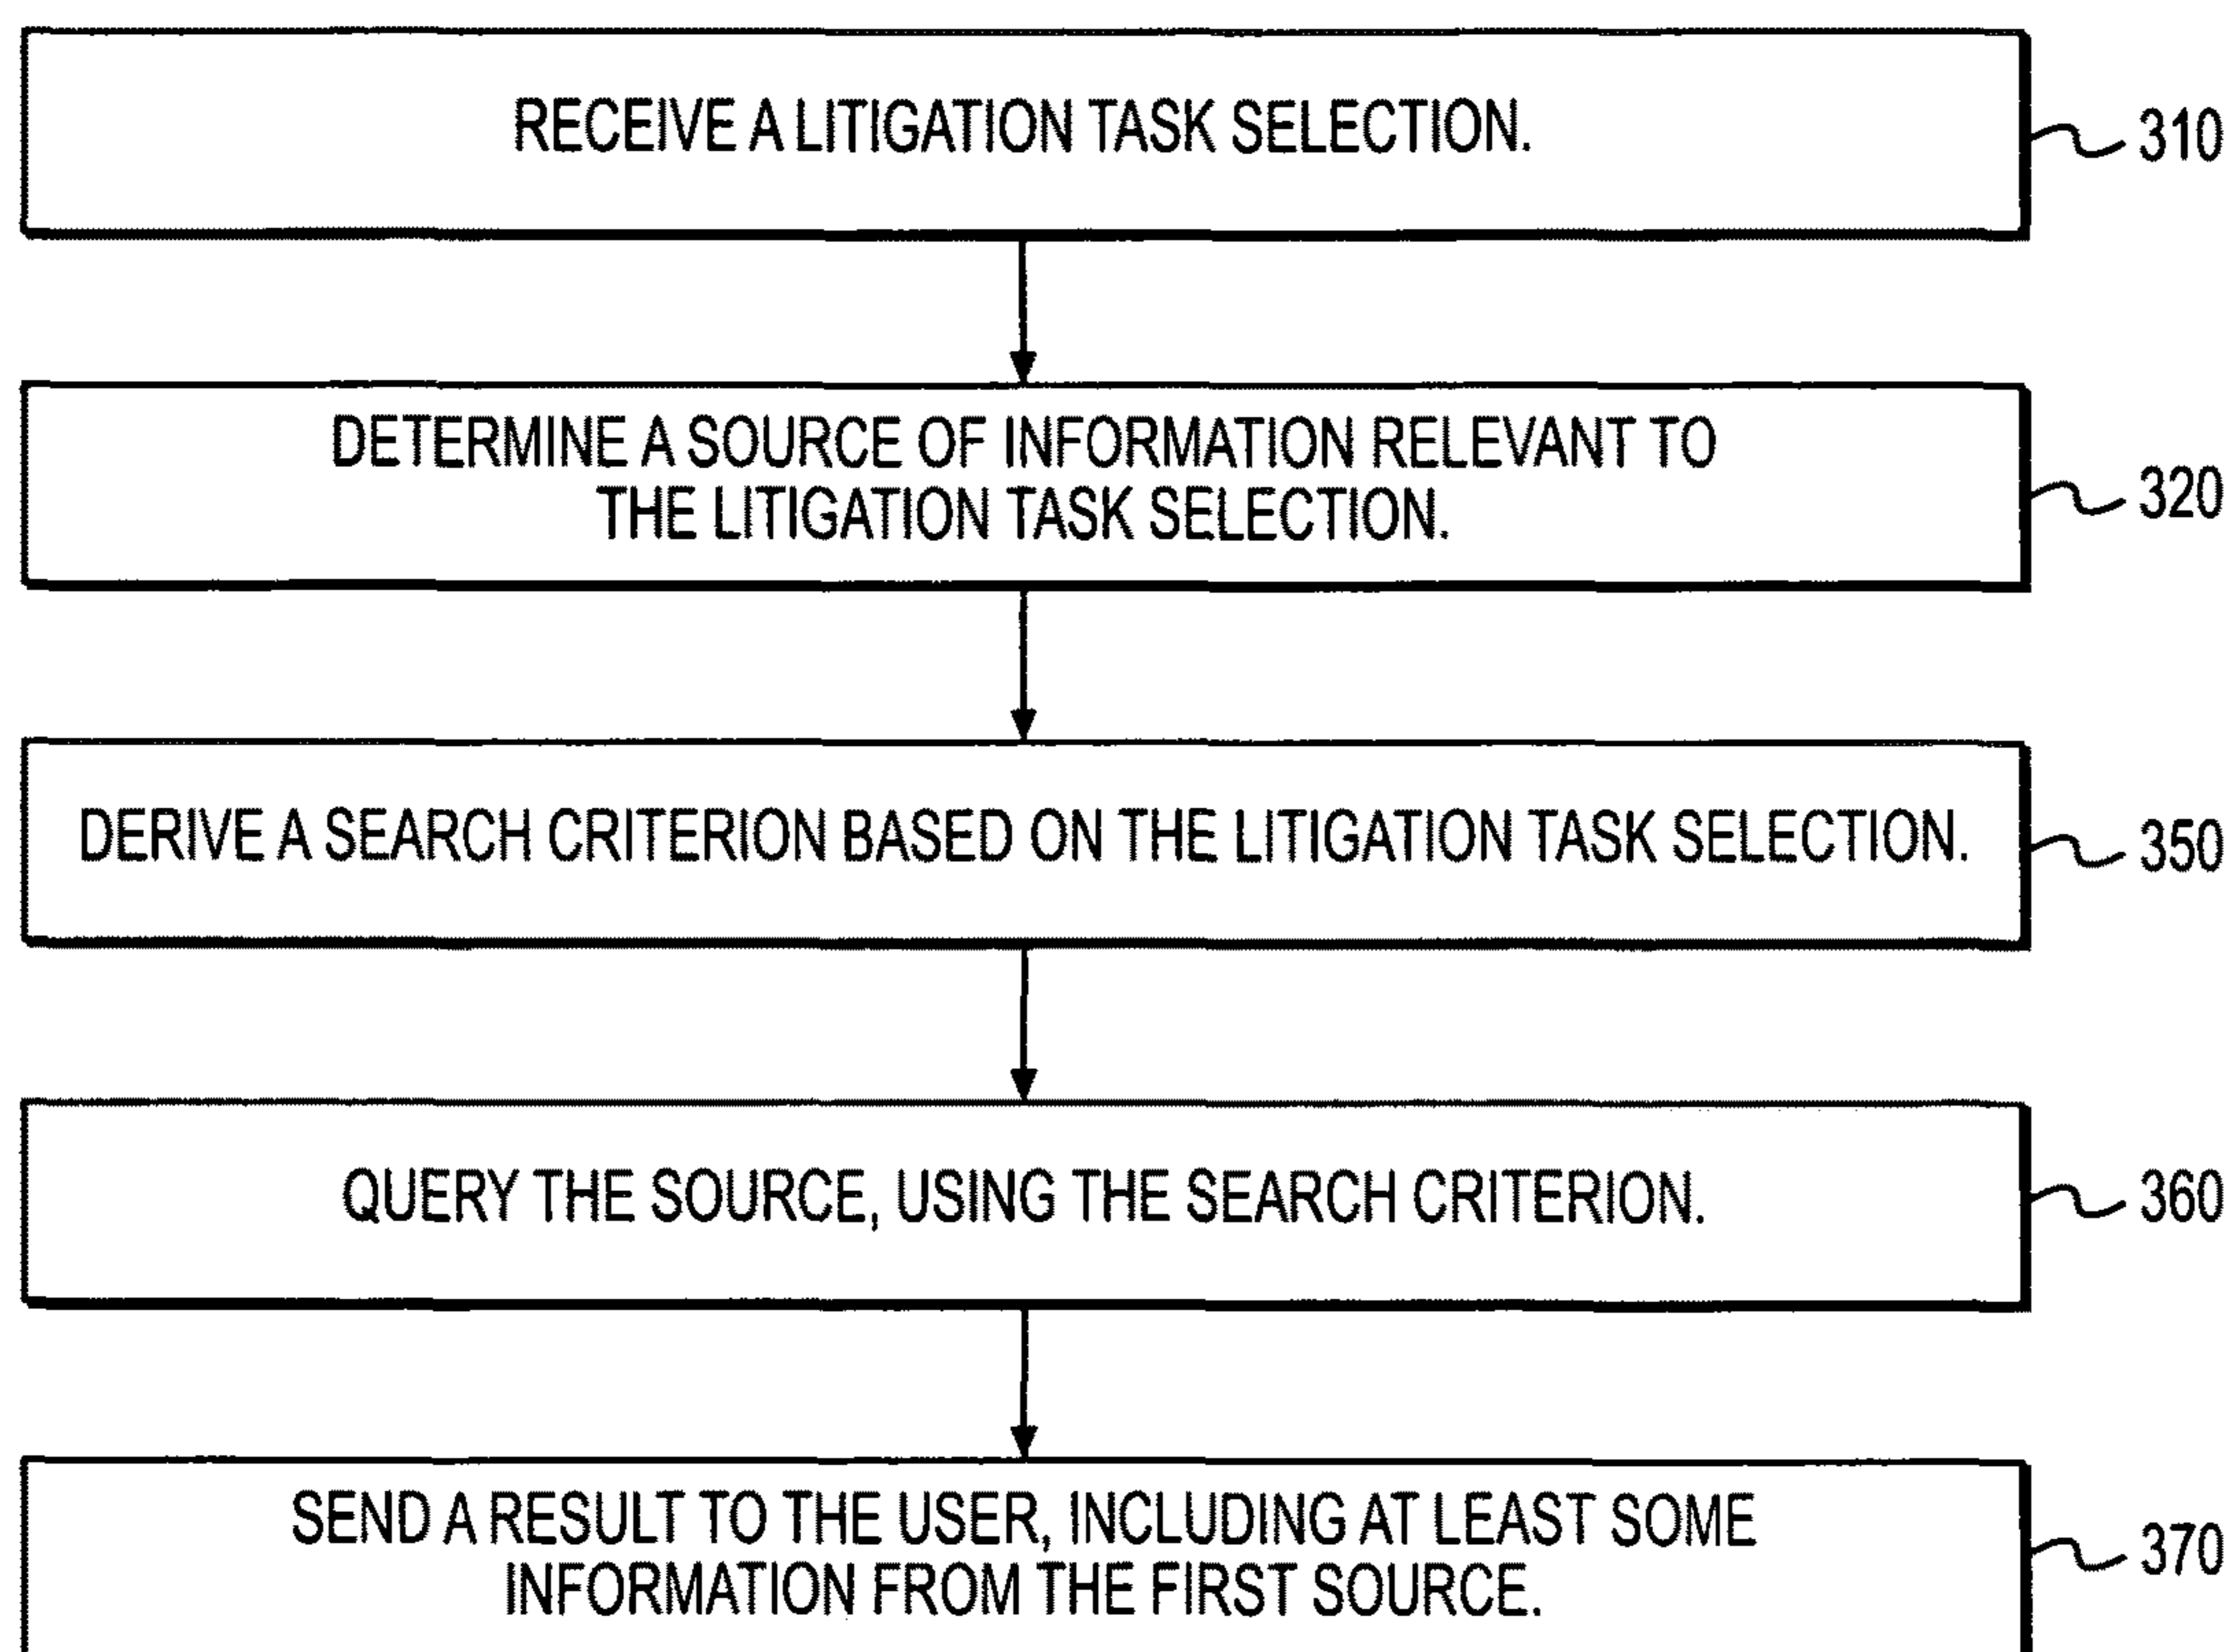 RECEIVE A LITIGATION TASK SELECTION.
310
DETERMINE A SOURCE OF INFORMATION RELEVANT TO
THE LITIGATION TASK SELECTION.
320
DERIVE A SEARCH CRITERION BASED ON THE LITIGATION TASK SELECTION.
350
QUERY THE SOURCE, USING THE SEARCH CRITERION.
360
SEND A RESULT TO THE USER, INCLUDING AT LEAST SOME
INFORMATION FROM THE FIRST SOURCE.
370